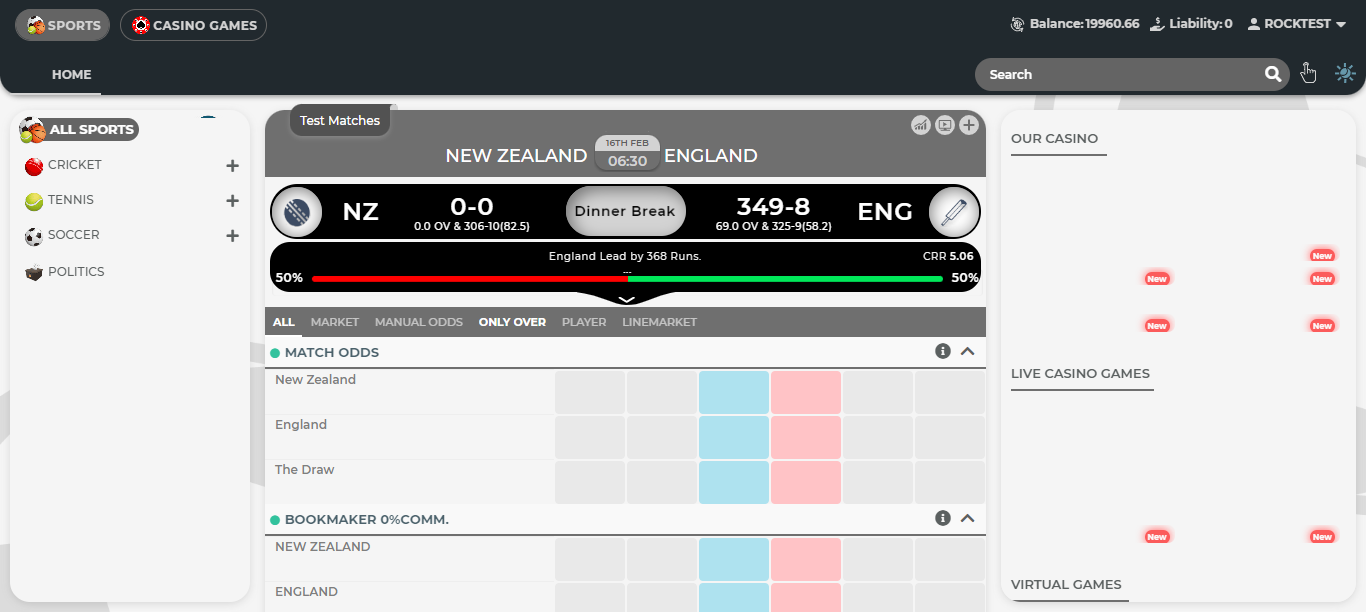 SPORTS
CASINO GAMES
Balance:19960.66
Liability:0
ROCKTEST
HOME
Search
ALL SPORTS
CRICKET
TENNIS
SOCCER
POLITICS
Test Matches
NEW ZEALAND
16TH FEB
06:30
ENGLAND
NZ
0-0
0.0 OV & 306-10(82.5)
Dinner Break
349-8
69.0 OV & 325-9(58.2)
ENG
England Lead by 368 Runs.
CRR 5.06
50%
---
50%
ALL MARKET MANUAL ODDS ONLY OVER PLAYER LINEMARKET
MATCH ODDS
New Zealand
England
The Draw
BOOKMAKER 0%COMM.
NEW ZEALAND
ENGLAND
OUR CASINO
New
New
New
New
New
LIVE CASINO GAMES
New
New
VIRTUAL GAMES